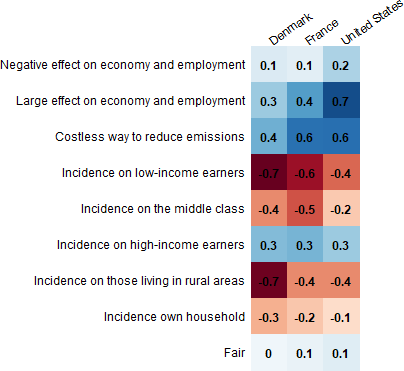 Denmark France United States
Negative effect on economy and employment 0.1 0.1 0.2
Large effect on economy and employment 0.3 0.4 0.7
Costless way to reduce emissions 0.4 0.6 0.6
Incidence on low-income earners -0.7 -0.6 -0.4
Incidence on the middle class -0.4 -0.5 -0.2
Incidence on high-income earners 0.3 0.3 0.3
Incidence on those living in rural areas -0.7 -0.4 -0.4
Incidence own household -0.3 -0.2 -0.1
Fair 0 0.1 0.1